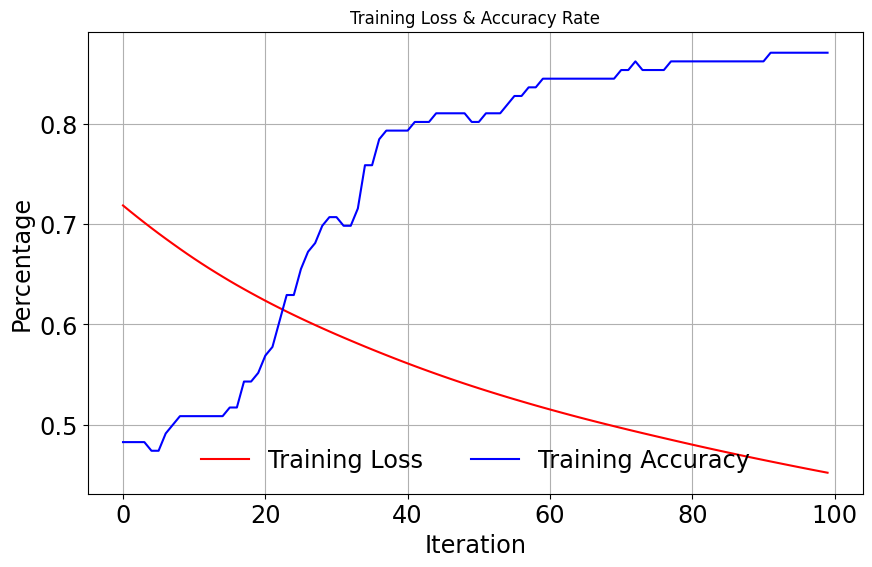 Training Loss & Accuracy Rate
0.8
0.7
0.6
0.5
Percentage
Training Loss
Training Accuracy
0 20 40 60 80 100
Iteration